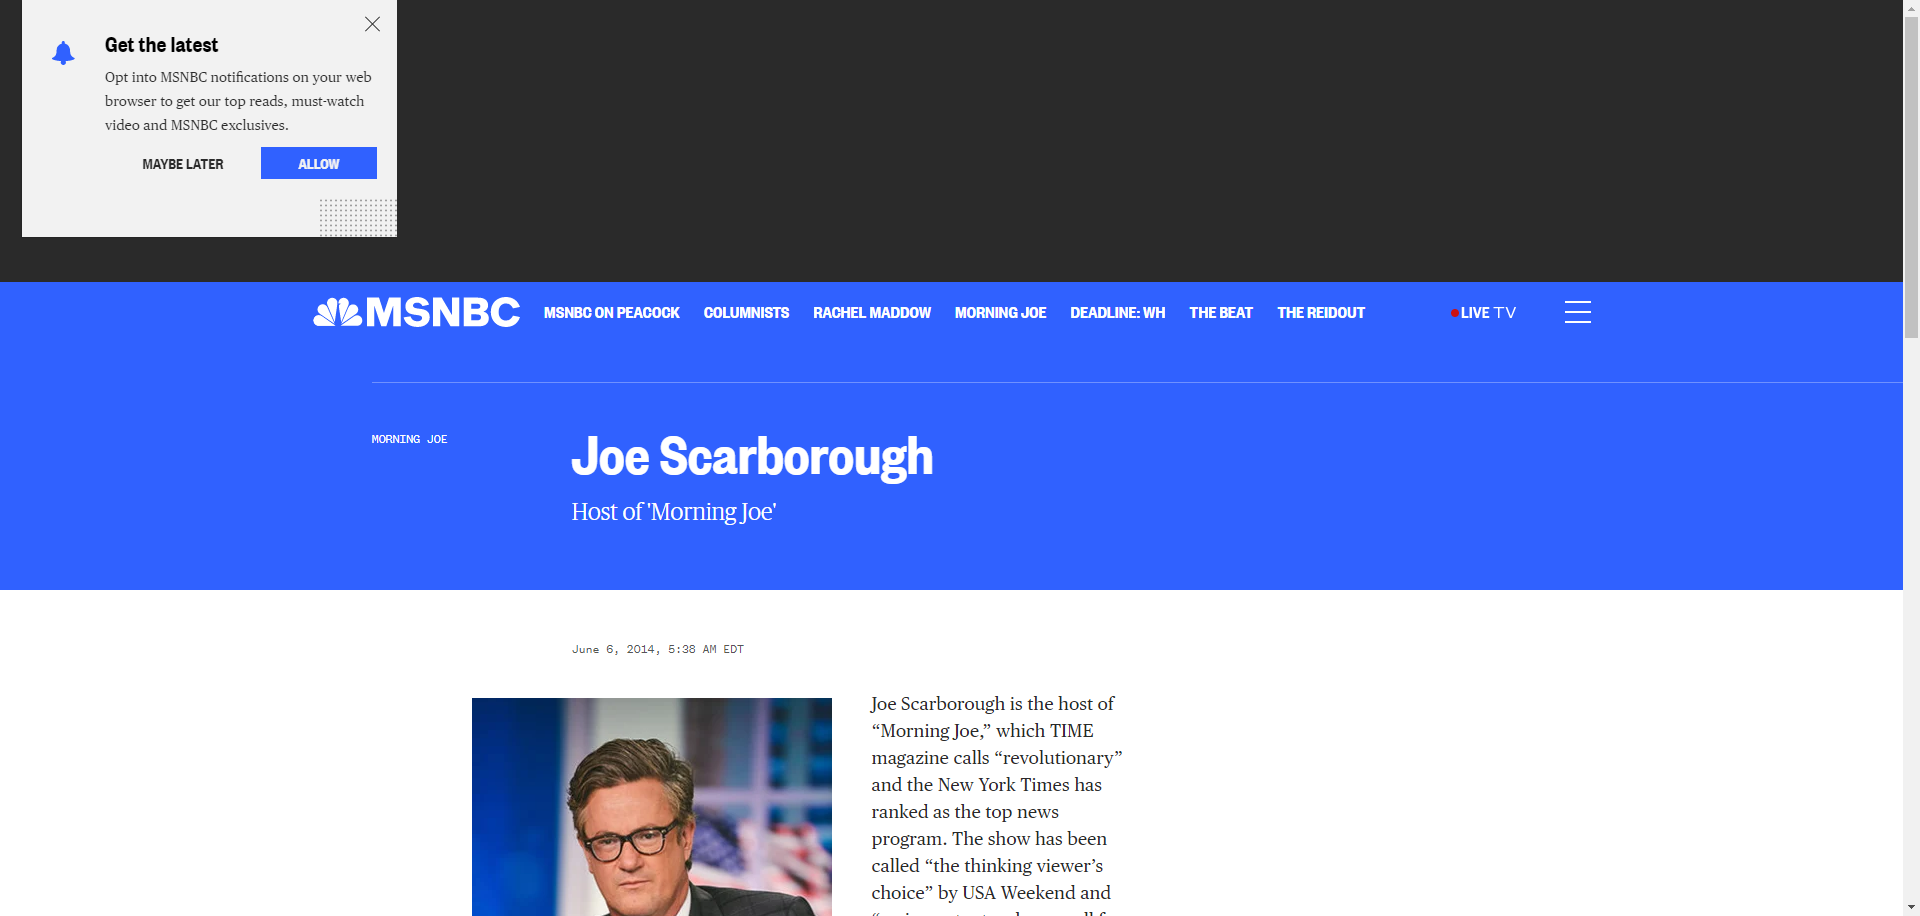 Get the latest
Opt into MSNBC notifications on your web
browser to get our top reads, must-watch
video and MSNBC exclusives.
MAYBE LATER
ALLOW
MSNBC
MSNBC ON PEACOCK
COLUMNISTS
RACHEL MADDOW
MORNING JOE
DEADLINE: WH
THE BEAT
THE REIDOUT
LIVE TV
MORNING JOE
Joe Scarborough
Host of 'Morning Joe'
June 6, 2014, 5:38 AM EDT
Joe Scarborough is the host of
“Morning Joe,” which TIME
magazine calls “revolutionary”
and the New York Times has
ranked as the top news
program. The show has been
called “the thinking viewer’s
choice” by USA Weekend and